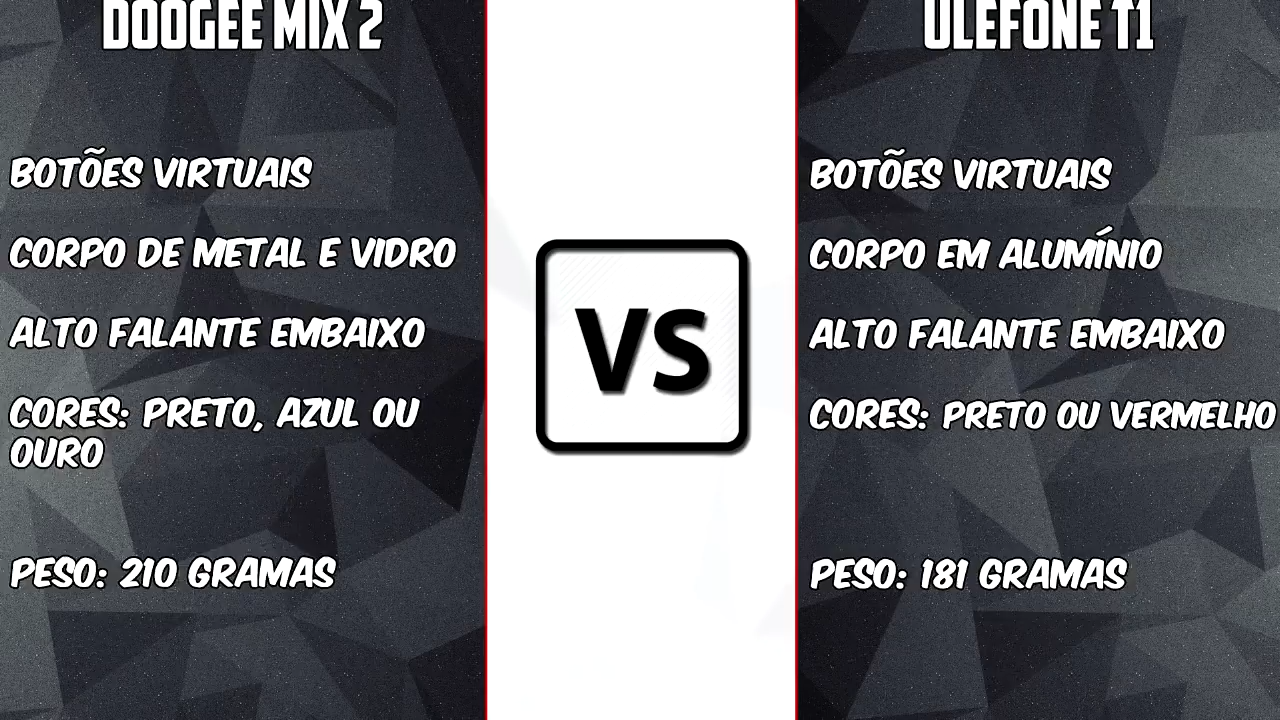 DOOGEE MIX 2
BOTÕES VIRTUAIS
CORPO DE METAL E VIDRO
ALTO FALANTE EMBAIXO
CORES: PRETO, AZUL OU
OURO
PESO: 210 GRAMAS
VS
ULEFONE T1
BOTÕES VIRTUAIS
CORPO EM ALUMÍNIO
ALTO FALANTE EMBAIXO
CORES: PRETO OU VERMELHO
PESO: 181 GRAMAS